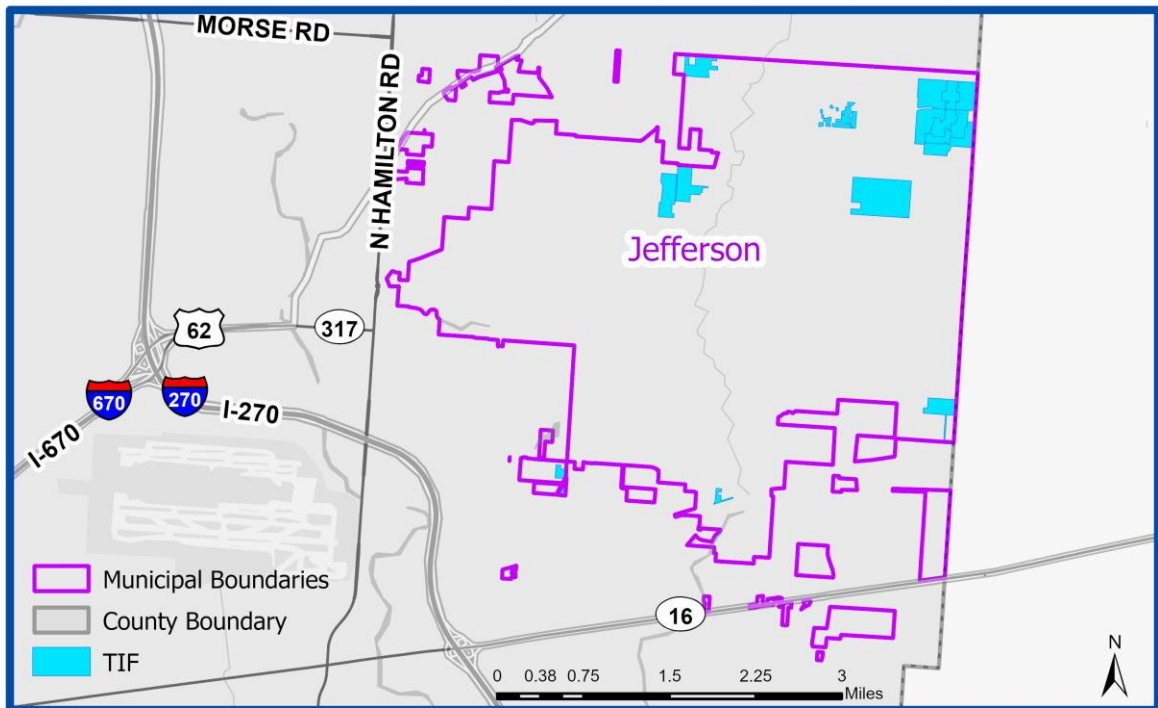 MORSE RD
N HAMILTON RD
Jefferson
62
317
670
270
I-270
I-670
Municipal Boundaries
County Boundary
TIF
16
N
0 0.38 0.75 1.5 2.25 3
Miles